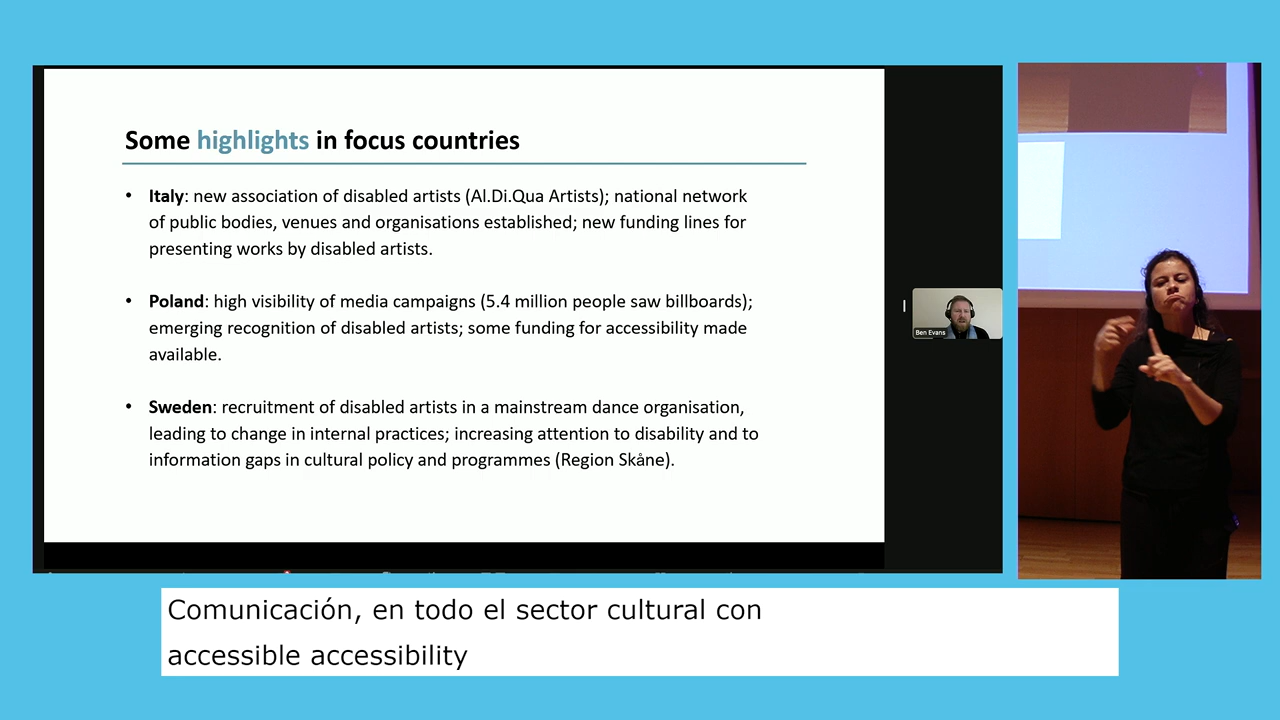 Some highlights in focus countries
• Italy: new association of disabled artists (Al.Di.Qua Artists); national network
of public bodies, venues and organisations established; new funding lines for
presenting works by disabled artists.
• Poland: high visibility of media campaigns (5.4 million people saw billboards);
emerging recognition of disabled artists; some funding for accessibility made
available.
• Sweden: recruitment of disabled artists in a mainstream dance organisation,
leading to change in internal practices; increasing attention to disability and to
information gaps in cultural policy and programmes (Region Skåne).
Ben Evans
Comunicación, en todo el sector cultural con
accessible accessibility